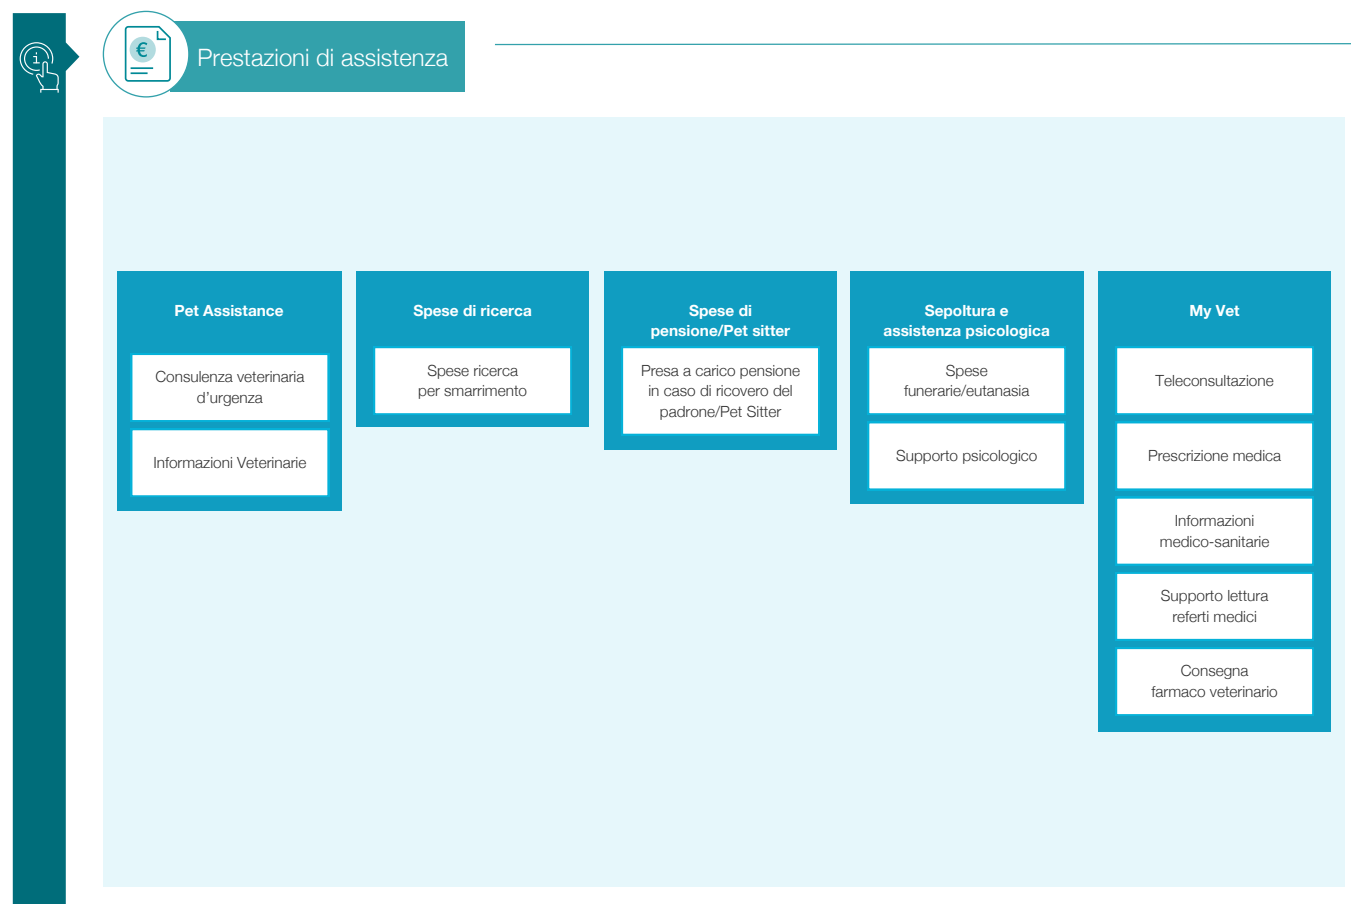 Prestazioni di assistenza
Pet Assistance
Consulenza veterinaria
d’urgenza
Informazioni Veterinarie
Spese di ricerca
Spese ricerca
per smarrimento
Spese di
pensione/Pet sitter
Presa a carico pensione
in caso di ricovero del
padrone/Pet Sitter
Sepoltura e
assistenza psicologica
Spese
funerarie/eutanasia
Supporto psicologico
My Vet
Teleconsultazione
Prescrizione medica
Informazioni
medico-sanitarie
Supporto lettura
referti medici
Consegna
farmaco veterinario